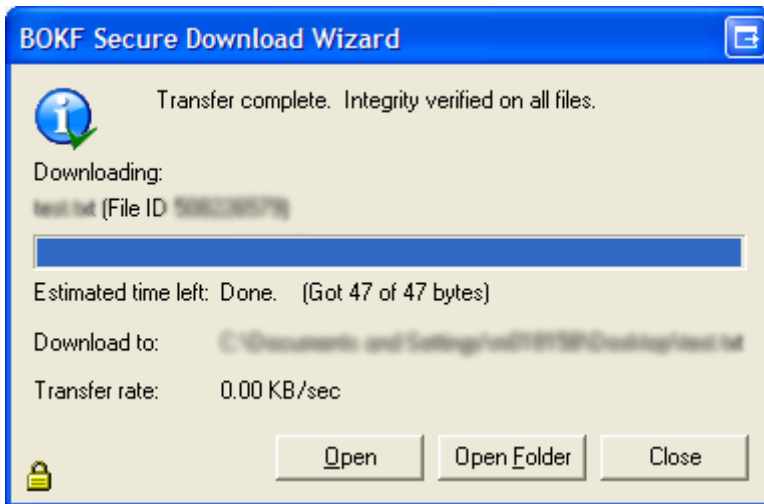 BOKF Secure Download Wizard
Transfer complete. Integrity verified on all files.
Downloading:
(File ID
Estimated time left: Done. (Got 47 of 47 bytes)
Download to:
Transfer rate: 0.00 KB/sec
Open Open Folder Close